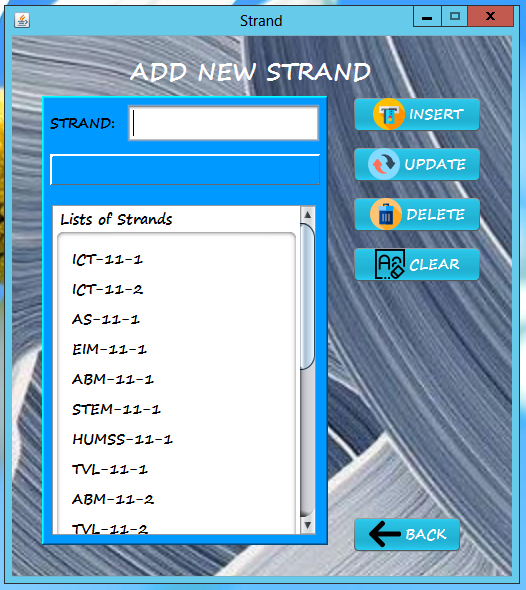 Strand
ADD NEW STRAND
STRAND:
INSERT
UPDATE
DELETE
CLEAR
Lists of Strands
ICT-11-1
ICT-11-2
AS-11-1
EIM-11-1
ABM-11-1
STEM-11-1
HUMSS-11-1
TVL-11-1
ABM-11-2
TVL-11-2
BACK